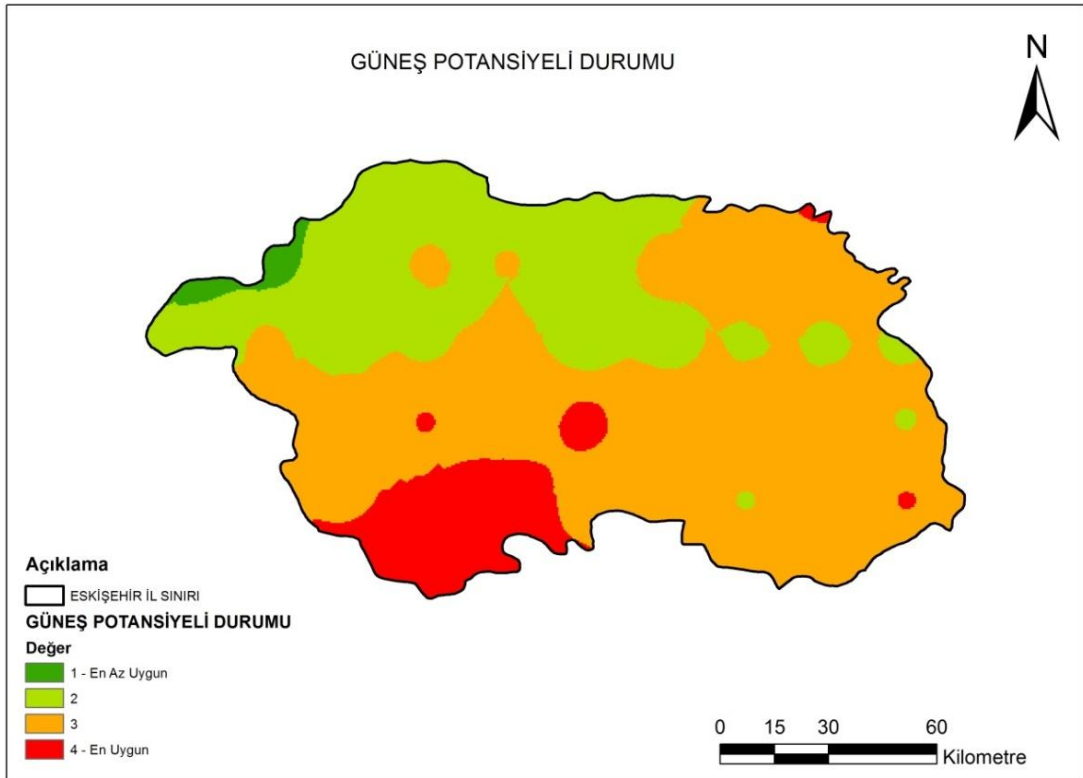 GÜNEŞ POTANSİYELİ DURUMU
N
Açıklama
ESKİŞEHİR İL SINIRI
GÜNEŞ POTANSİYELİ DURUMU
Değer
1 - En Az Uygun
2
3
4 - En Uygun
0 15 30 60
Kilometre